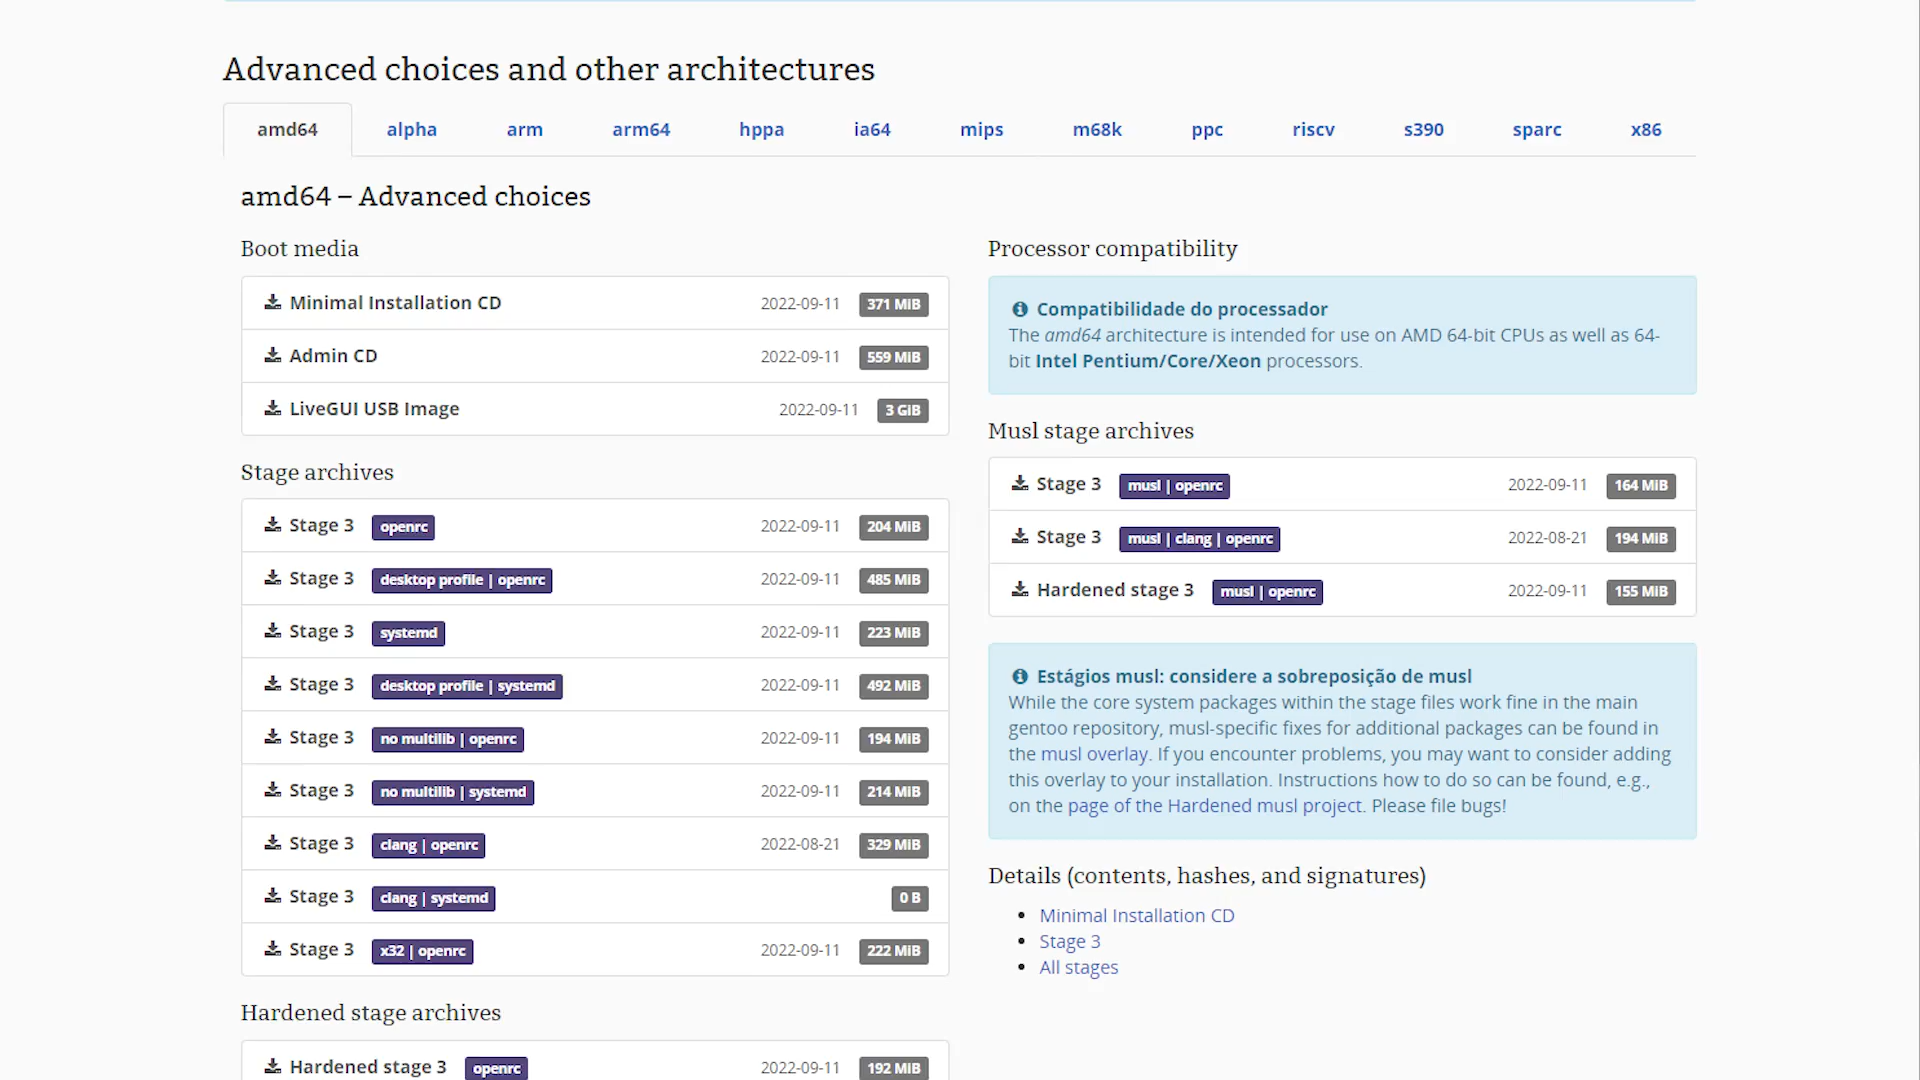 Advanced choices and other architectures
amd64 alpha arm arm64 hppa ia64 mips m68k ppc riscv s390 sparc x86
amd64 – Advanced choices
Boot media
Minimal Installation CD 2022-09-11 371 MiB
Admin CD 2022-09-11 559 MiB
LiveGUI USB Image 2022-09-11 3 GiB
Stage archives
Stage 3 openrc 2022-09-11 204 MiB
Stage 3 desktop profile | openrc 2022-09-11 485 MiB
Stage 3 systemd 2022-09-11 223 MiB
Stage 3 desktop profile | systemd 2022-09-11 492 MiB
Stage 3 no multilib | openrc 2022-09-11 194 MiB
Stage 3 no multilib | systemd 2022-09-11 214 MiB
Stage 3 clang | openrc 2022-08-21 329 MiB
Stage 3 clang | systemd 0 B
Stage 3 x32 | openrc 2022-09-11 222 MiB
Hardened stage archives
Hardened stage 3 openrc 2022-09-11 192 MiB
Processor compatibility
Compatibilidade do processador
The amd64 architecture is intended for use on AMD 64-bit CPUs as well as 64-
bit Intel Pentium/Core/Xeon processors.
Musl stage archives
Stage 3 musl | openrc 2022-09-11 164 MiB
Stage 3 musl | clang | openrc 2022-08-21 194 MiB
Hardened stage 3 musl | openrc 2022-09-11 155 MiB
Estágios musl: considere a sobreposição de musl
While the core system packages within the stage files work fine in the main
gentoo repository, musl-specific fixes for additional packages can be found in
the musl overlay. If you encounter problems, you may want to consider adding
this overlay to your installation. Instructions how to do so can be found, e.g.,
on the page of the Hardened musl project. Please file bugs!
Details (contents, hashes, and signatures)
Minimal Installation CD
Stage 3
All stages